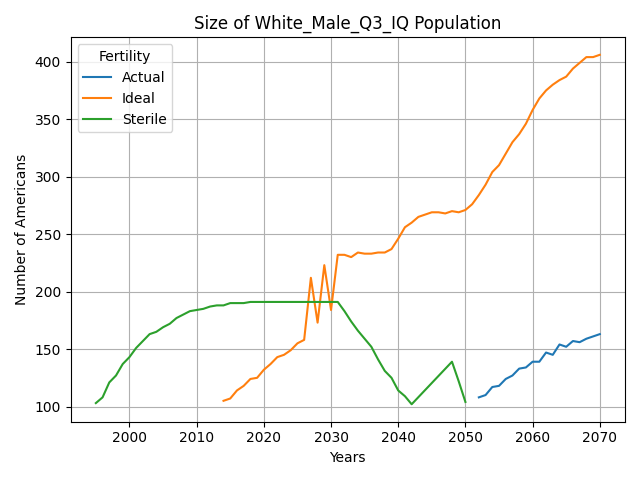 Size of White_Male_Q3_IQ Population
Fertility
Actual
Ideal
Sterile
Number of Americans
400
350
300
250
200
150
100
2000 2010 2020 2030 2040 2050 2060 2070
Years